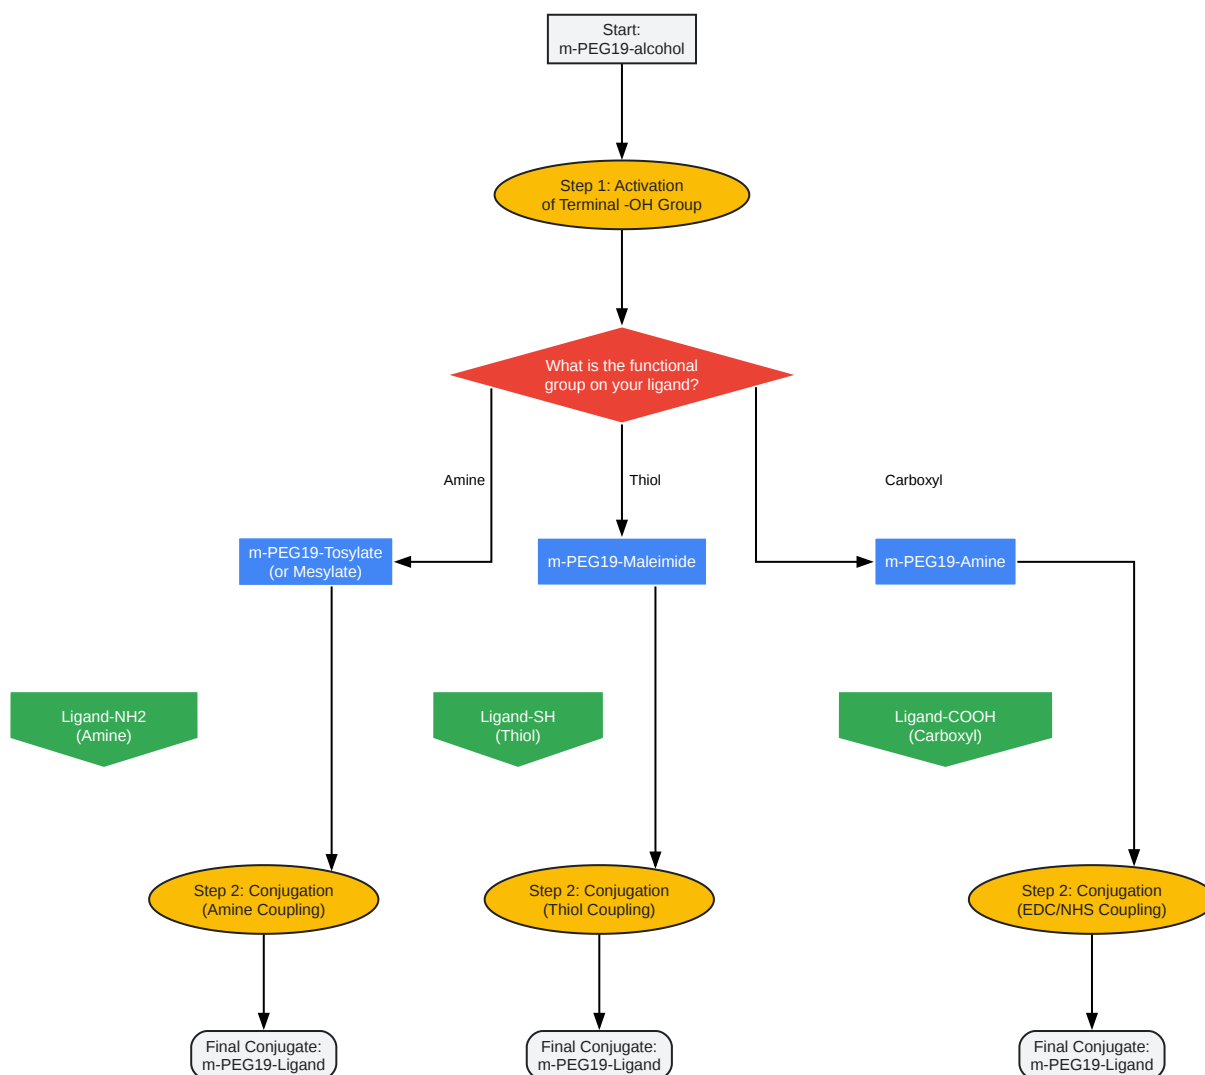 Start:
m-PEG19-alcohol
Step 1: Activation
of Terminal -OH Group
What is the functional
group on your ligand?
Amine
Thiol
Carboxyl
m-PEG19-Tosylate
(or Mesylate)
m-PEG19-Maleimide
m-PEG19-Amine
Ligand-NH2
(Amine)
Ligand-SH
(Thiol)
Ligand-COOH
(Carboxyl)
Step 2: Conjugation
(Amine Coupling)
Step 2: Conjugation
(Thiol Coupling)
Step 2: Conjugation
(EDC/NHS Coupling)
Final Conjugate:
m-PEG19-Ligand
Final Conjugate:
m-PEG19-Ligand
Final Conjugate:
m-PEG19-Ligand